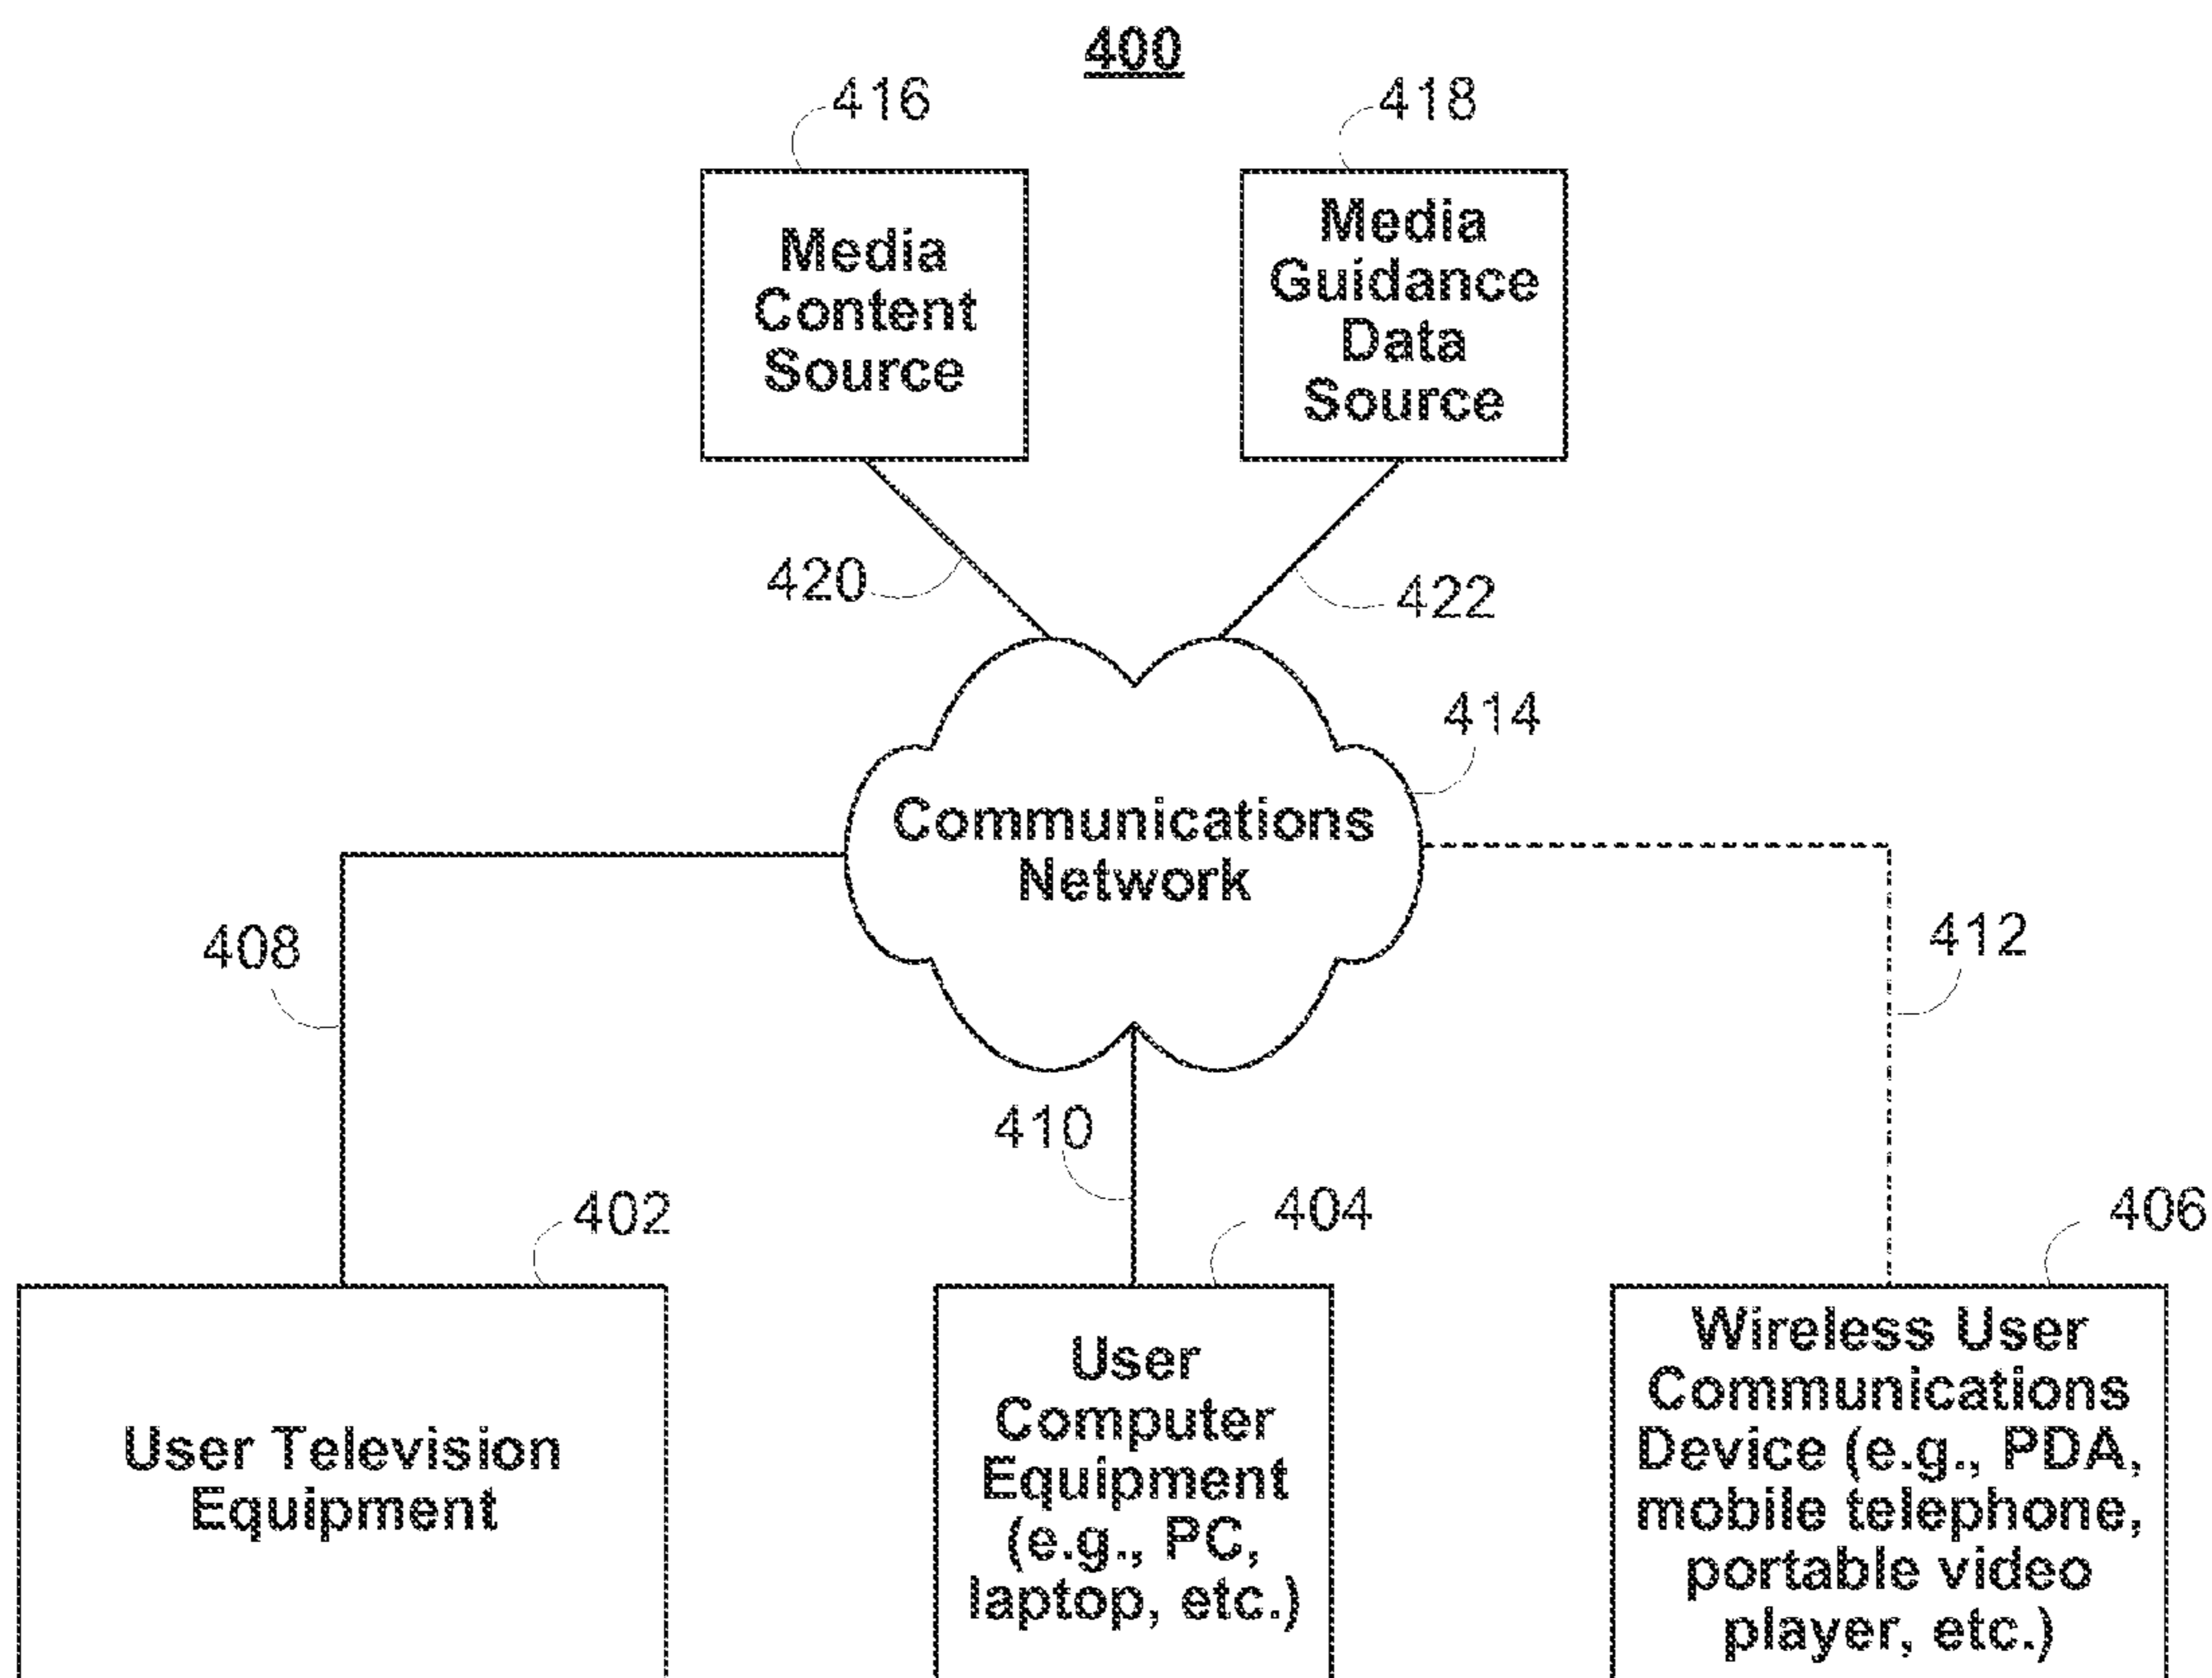 400
416
418
Media
Content
Source
Media
Guidance
Data
Source
420
422
414
Communications
Network
408
412
410
402
404
406
User Television
Equipment
User
Computer
Equipment
(e.g., PC,
laptop, etc.)
Wireless User
Communications
Device (e.g., PDA,
mobile telephone,
portable video
player, etc.)